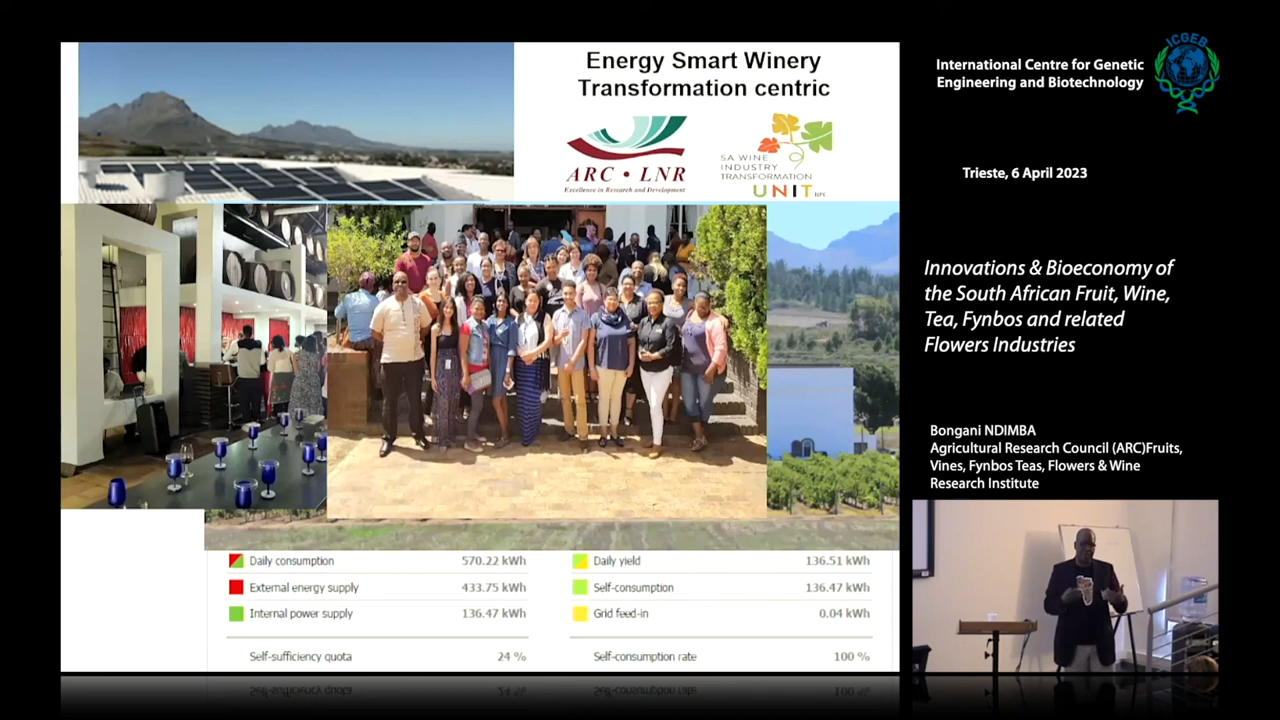 Energy Smart Winery
Transformation centric
ARC • LNR
Excellence in Research and Development
SA WINE
INDUSTRY
TRANSFORMATION
UNIT NPC
Daily consumption 570.22 kWh
External energy supply 433.75 kWh
Internal power supply 136.47 kWh
Self-sufficiency quota 24 %
Daily yield 136.51 kWh
Self-consumption 136.47 kWh
Grid feed-in 0.04 kWh
Self-consumption rate 100 %
International Centre for Genetic
Engineering and Biotechnology
ICGEB
Trieste, 6 April 2023
Innovations & Bioeconomy of
the South African Fruit, Wine,
Tea, Fynbos and related
Flowers Industries
Bongani NDIMBA
Agricultural Research Council (ARC)Fruits,
Vines, Fynbos Teas, Flowers & Wine
Research Institute